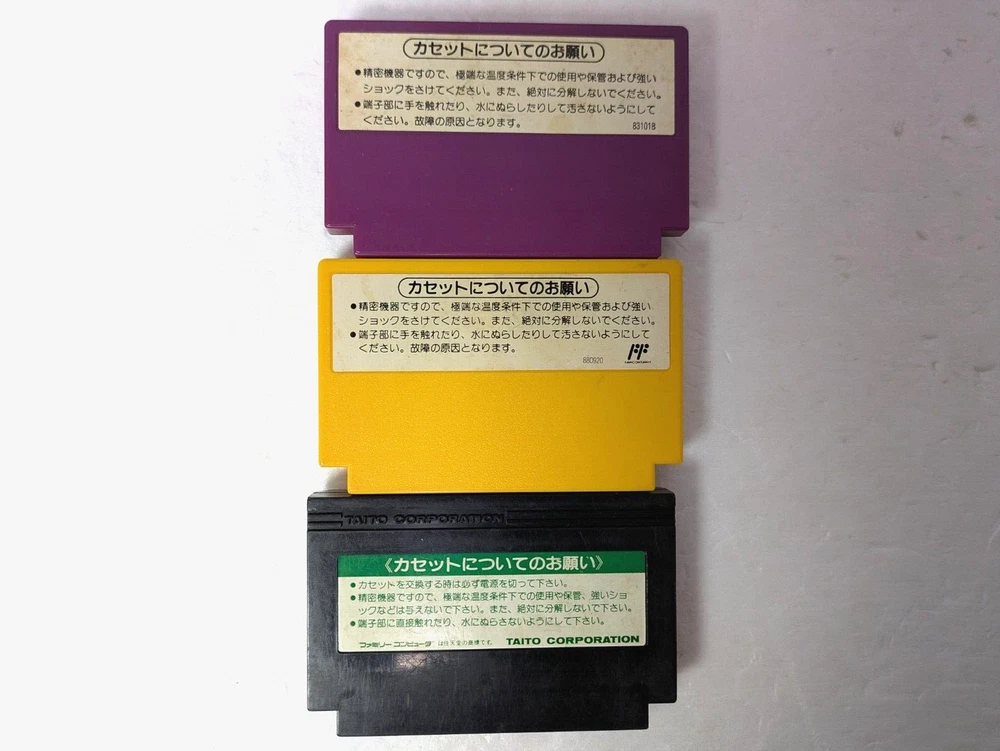 カセットについてのお願い
●精密機器ですので、極端な温度条件下での使用や保管および強い
ショックをさけてください。また、絶対に分解しないでください。
●端子部に手を触れたり、水にぬらしたりして汚さないようにして
ください。故障の原因となります。
831018
カセットについてのお願い
●精密機器ですので、極端な温度条件下での使用や保管および強い
ショックをさけてください。また、絶対に分解しないでください。
●端子部に手を触れたり、水にぬらしたりして汚さないようにして
ください。故障の原因となります。
880920
TAITO CORPORATION
《カセットについてのお願い》
●カセットを交換する時は必ず電源を切って下さい。
●精密機器ですので、極端な温度条件下での使用や保管、強いショ
ックなどは与えないで下さい。また、絶対に分解しないで下さい。
●端子部に直接触れたり、水にぬらさないようにして下さい。
ファミリーコンピュータは任天堂の商標です。 TAITO CORPORATION